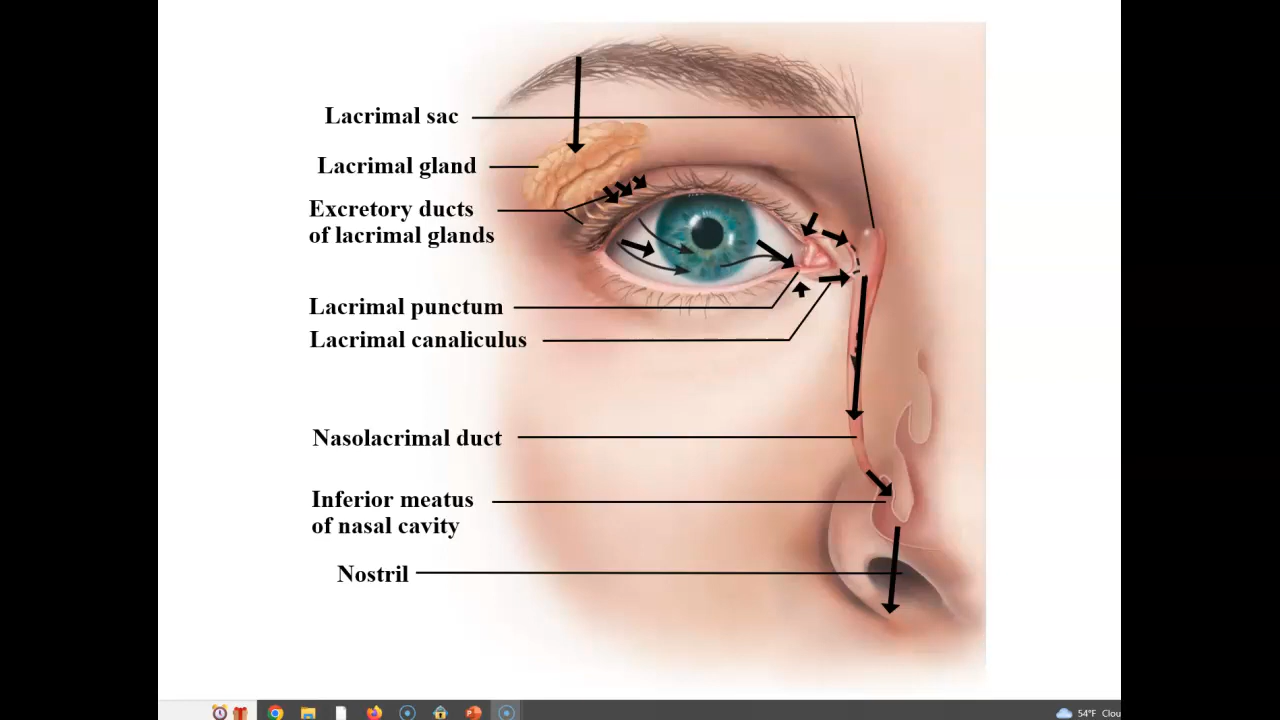 Lacrimal sac
Lacrimal gland
Excretory ducts
of lacrimal glands
Lacrimal punctum
Lacrimal canaliculus
Nasolacrimal duct
Inferior meatus
of nasal cavity
Nostril
54°F Clou